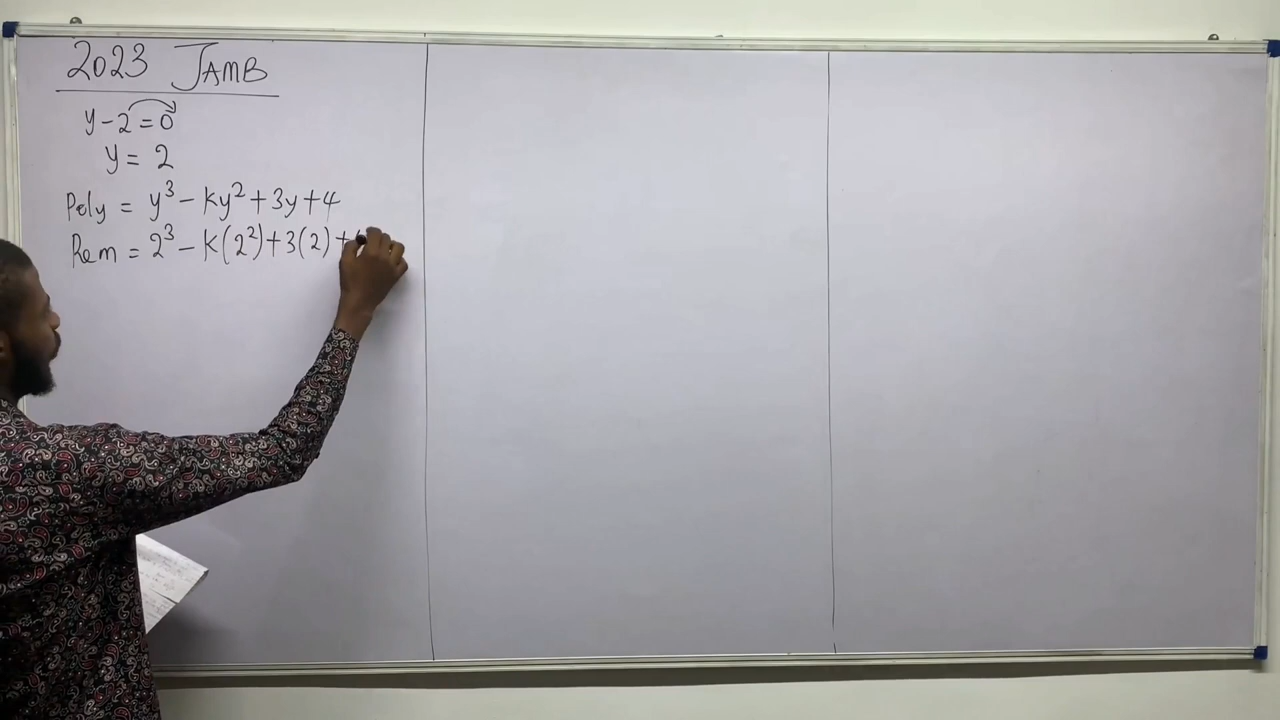 2023 JAMB
y-2=0
y = 2
Poly = y³ - ky² + 3y + 4
Rem = 2³ - k(2²) + 3(2) +